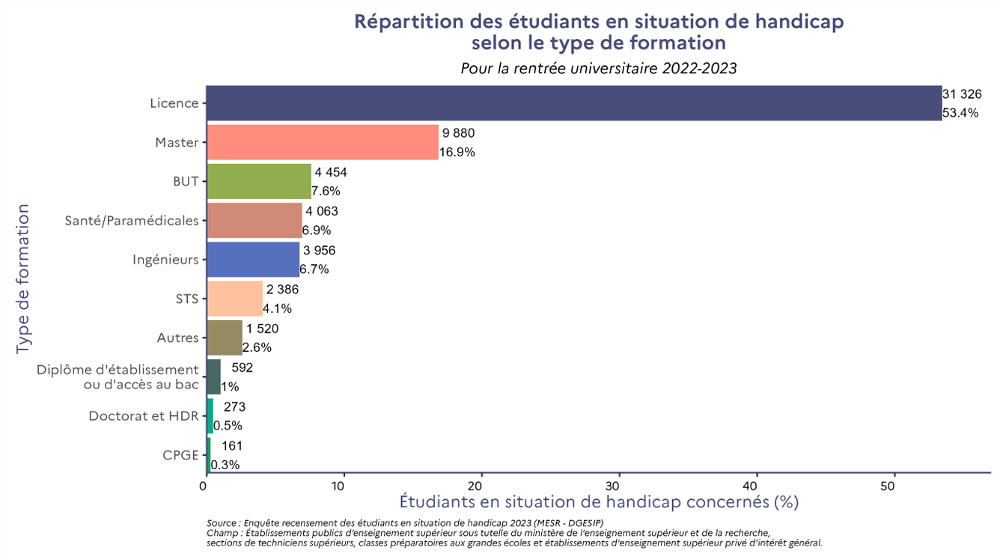 Répartition des étudiants en situation de handicap
selon le type de formation
Pour la rentrée universitaire 2022-2023
Type de formation
Licence
31 326
53.4%
Master
9 880
16.9%
BUT
4 454
7.6%
Santé/Paramédicales
4 063
6.9%
Ingénieurs
3 956
6.7%
STS
2 386
4.1%
Autres
1 520
2.6%
Diplôme d'établissement
ou d'accès au bac
592
1%
Doctorat et HDR
273
0.5%
CPGE
161
0.3%
0 10 20 30 40 50
Étudiants en situation de handicap concernés (%)
Source : Enquête recensement des étudiants en situation de handicap 2023 (MESR - DGESIP)
Champ : Établissements publics d'enseignement supérieur sous tutelle du ministère de l'enseignement supérieur et de la recherche,
sections de techniciens supérieurs, classes préparatoires aux grandes écoles et établissements d'enseignement supérieur privé d'intérêt général.